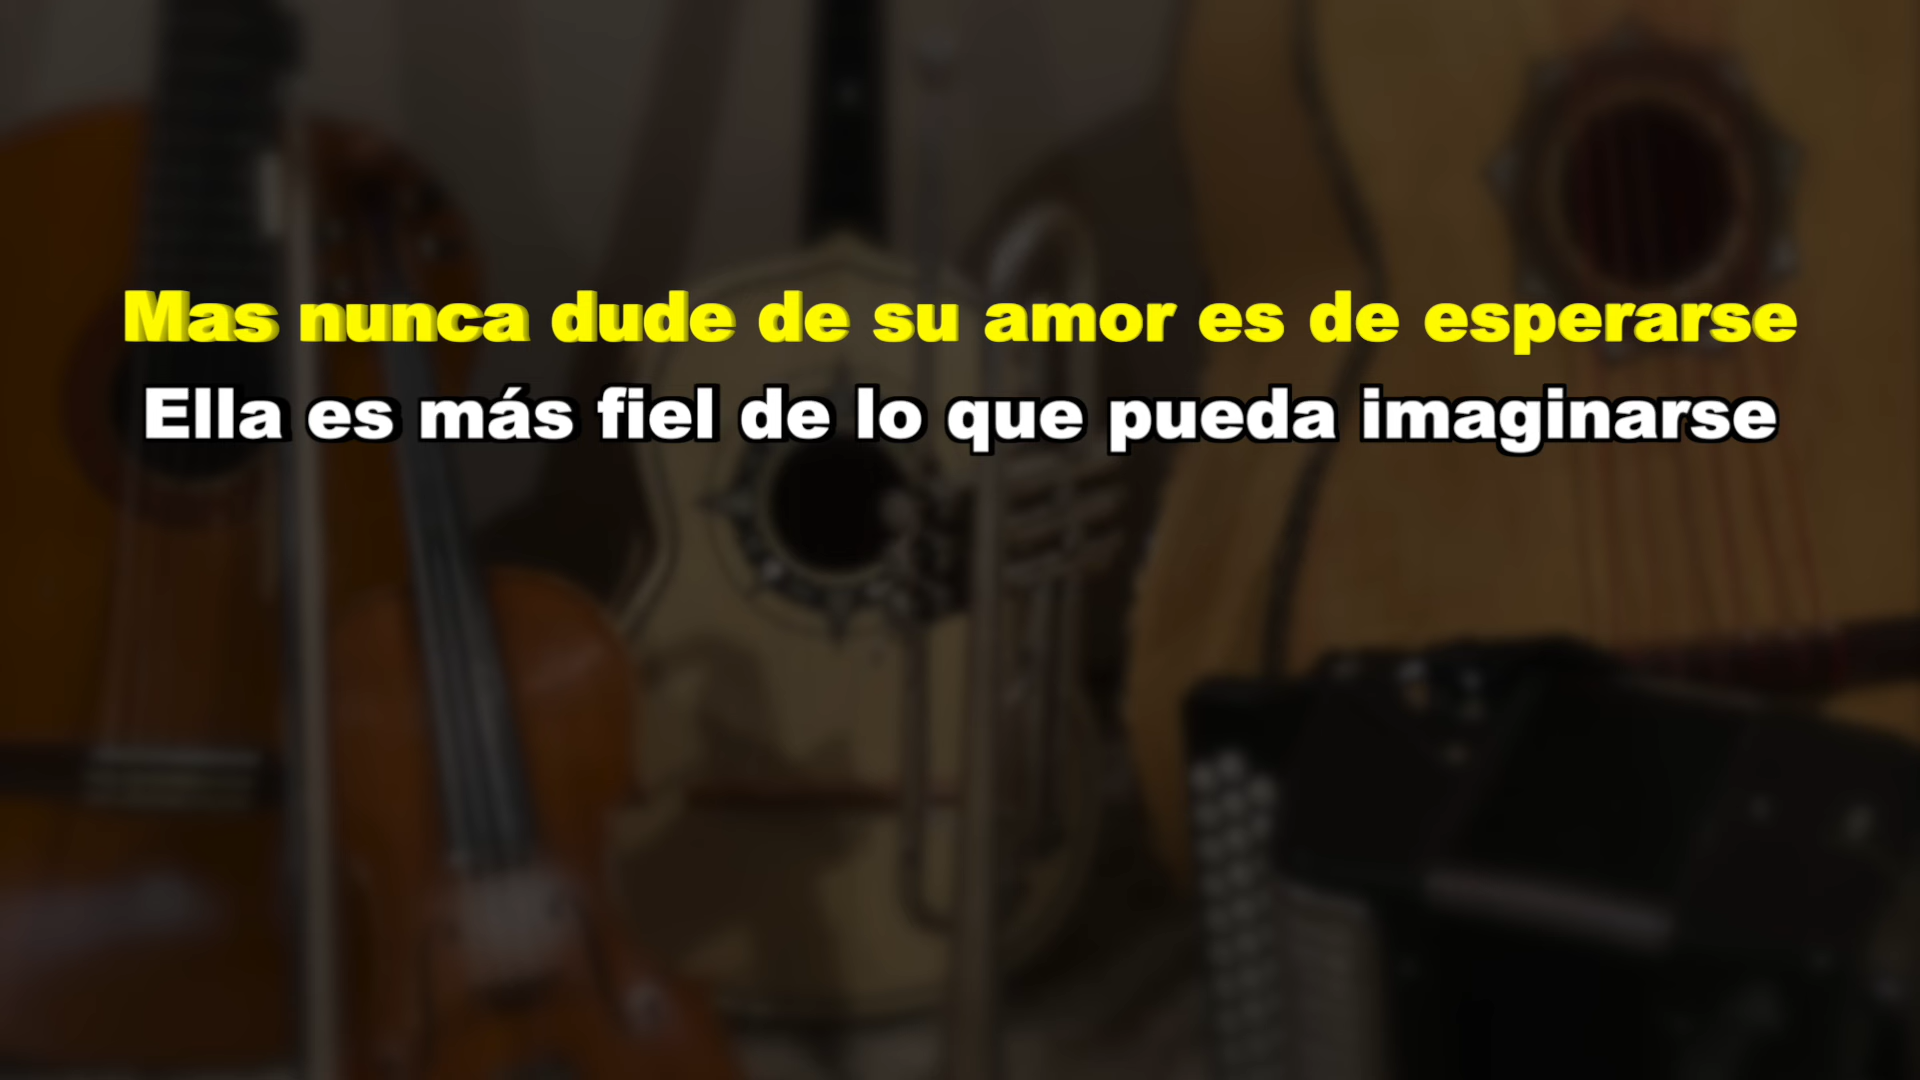 Mas nunca dude de su amor es de esperarse
Ella es más fiel de lo que pueda imaginarse